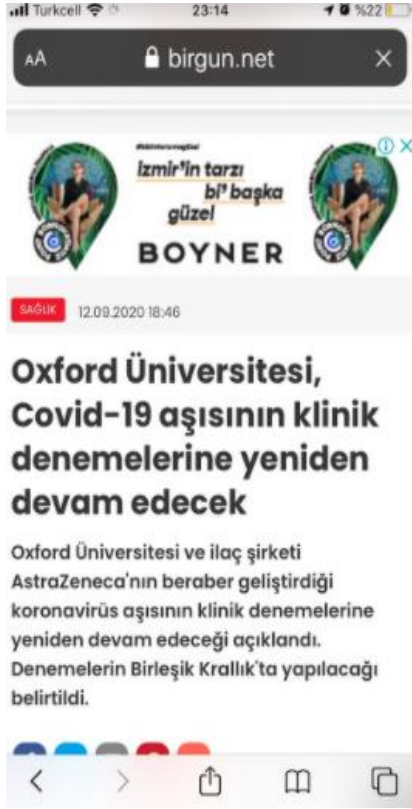 Turkcell 23:14 %22
AA birgun.net
izmir'in tarzı
bi' başka
güzel
BOYNER
SAĞLIK 12.09.2020 18:46
Oxford Üniversitesi,
Covid-19 aşısının klinik
denemelerine yeniden
devam edecek
Oxford Üniversitesi ve ilaç şirketi
AstraZeneca'nın beraber geliştirdiği
koronavirüs aşısının klinik denemelerine
yeniden devam edeceği açıklandı.
Denemelerin Birleşik Krallık'ta yapılacağı
belirtildi.